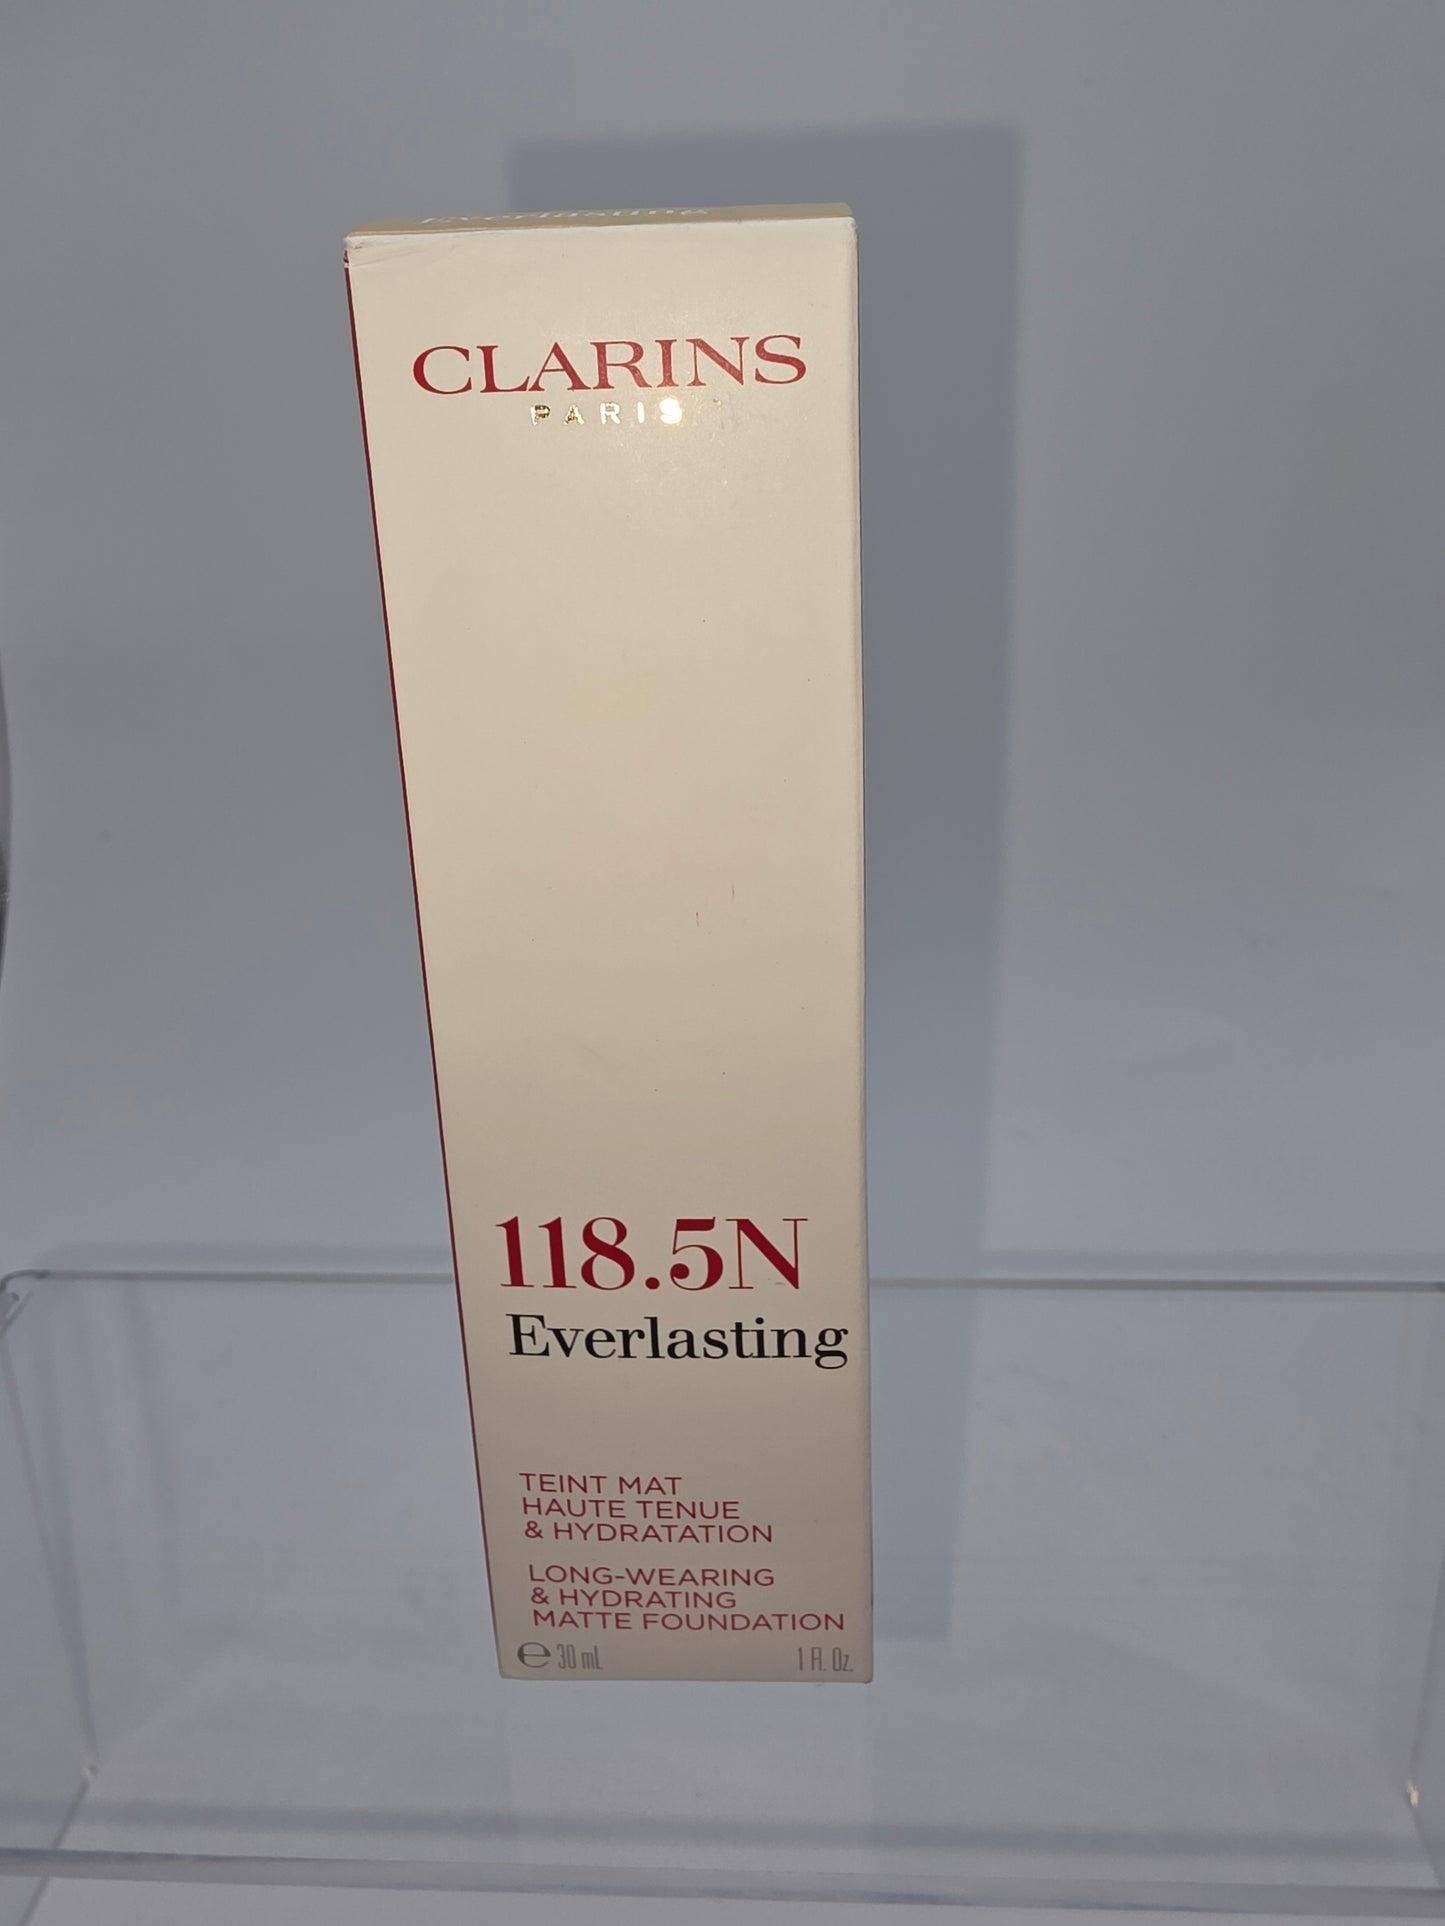 Everlasting
CLARINS
PARIS
118.5N
Everlasting
TEINT MAT
HAUTE TENUE
& HYDRATATION
LONG-WEARING
& HYDRATING
MATTE FOUNDATION
℮ 30 mL 1 Fl. Oz.